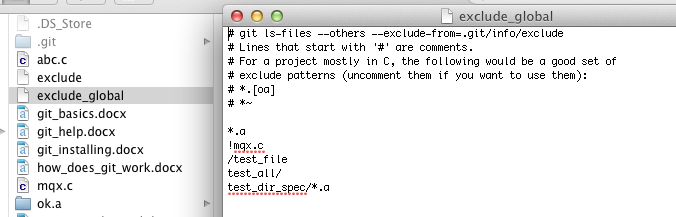 .DS_Store
.git
abc.c
exclude
exclude_global
git_basics.docx
git_help.docx
git_installing.docx
how_does_git_work.docx
mqx.c
ok.a
exclude_global
# git ls-files --others --exclude-from=.git/info/exclude
# Lines that start with '#' are comments.
# For a project mostly in C, the following would be a good set of
# exclude patterns (uncomment them if you want to use them):
# *.[oa]
# *~
*.a
!mqx.c
/test_file
test_all/
test_dir_spec/*.a